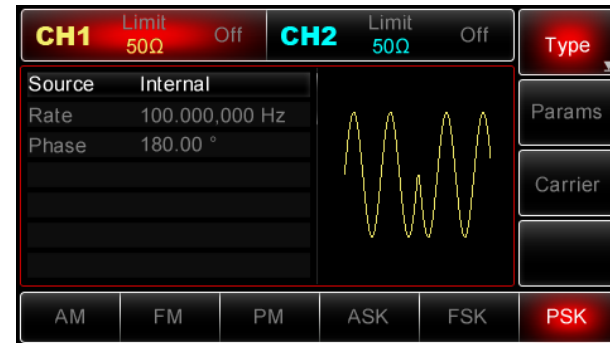 CH1 Limit 50Ω Off CH2 Limit 50Ω Off Type
Source Internal
Rate 100.000,000 Hz
Phase 180.00 °
Params
Carrier
AM FM PM ASK FSK PSK